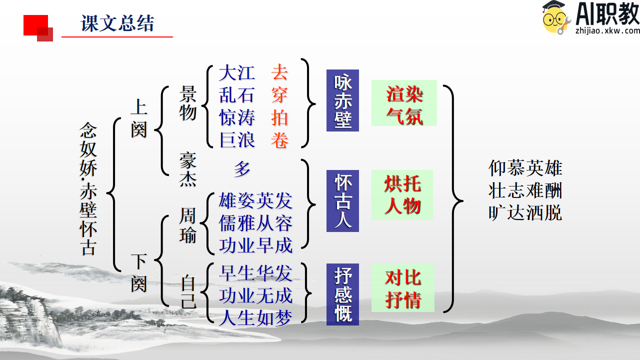 课文总结
AI职教
zhijiao.xkw.com
念奴娇·赤壁怀古
上阕
景物
大江 去
乱石 穿
惊涛 拍
巨浪 卷
咏赤壁
渲染
气氛
豪杰
多
下阕
周瑜
雄姿英发
儒雅从容
功业早成
怀古人
烘托
人物
自己
早生华发
功业无成
人生如梦
抒感慨
对比
抒情
仰慕英雄
壮志难酬
旷达洒脱